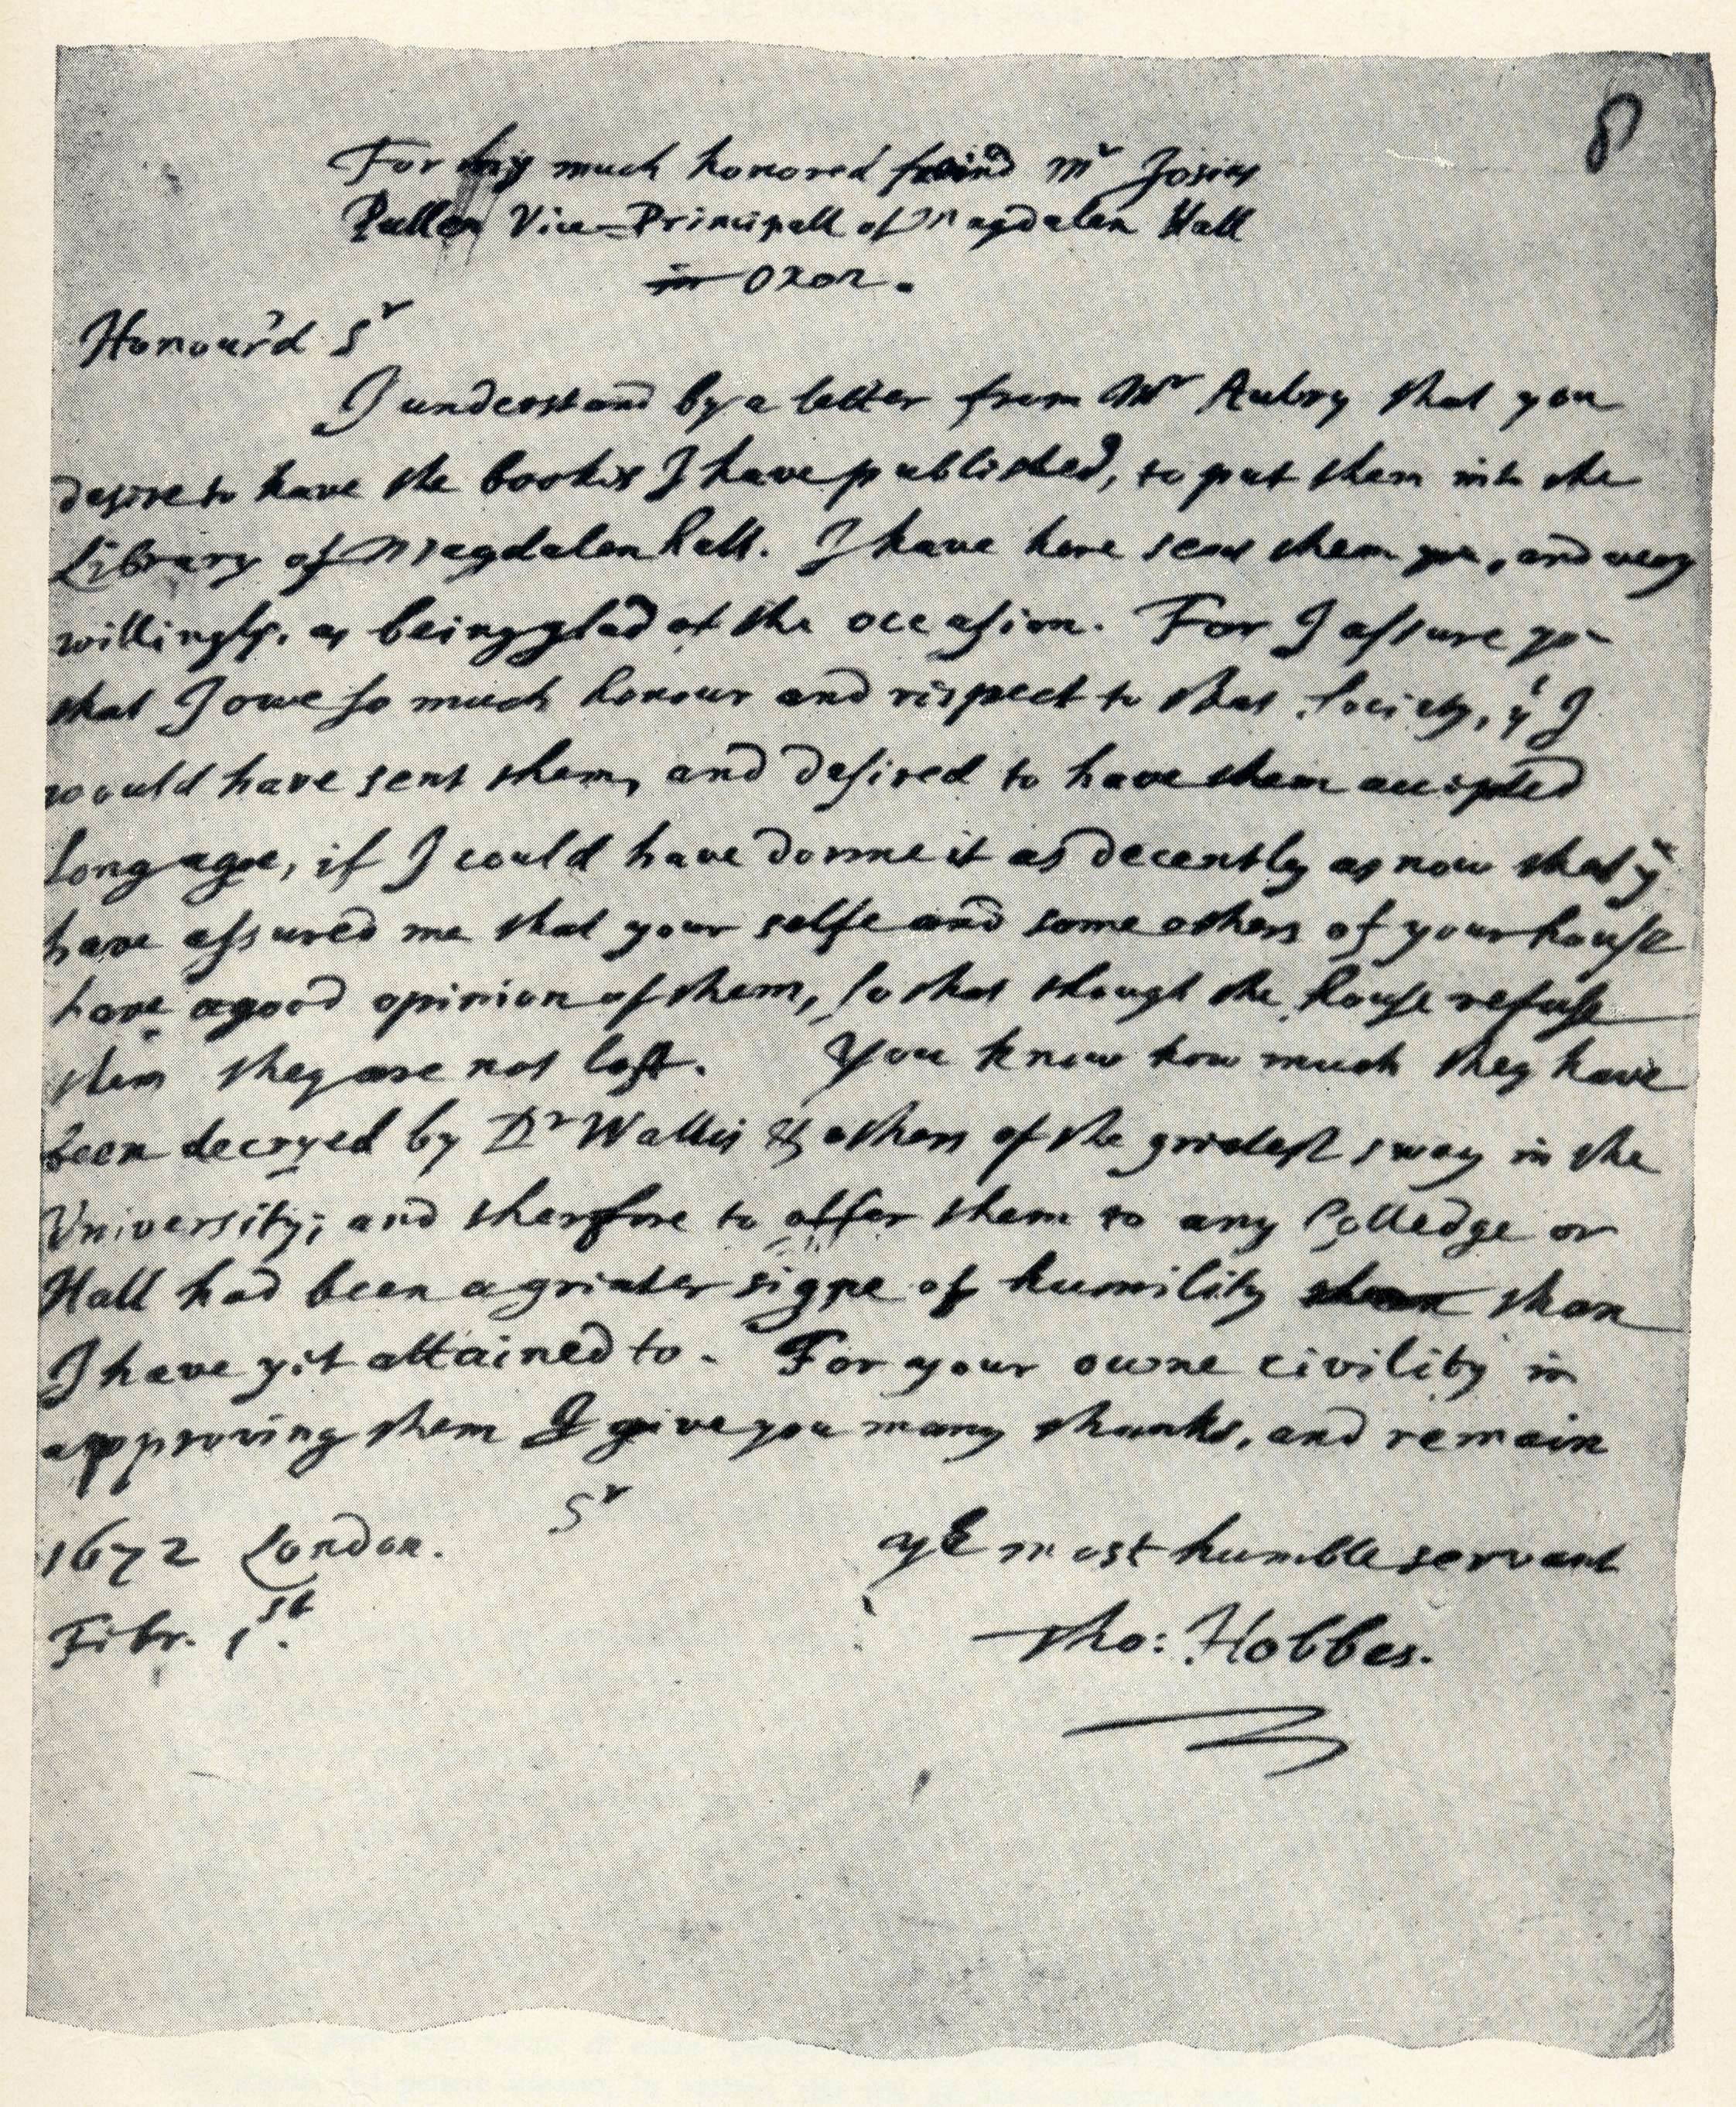 8
For my much honored freind Mr Josias
Pullen Vice-Principall of Magdalen Hall
in Oxon.
Honour'd Sr
I understand by a letter from Mr Aubry that you
desire to have the bookes I have published, to put them into the
Library of Magdalen hall. I have here sent them you, and very
willingly, as being glad of the occasion. For I assure you
that I owe so much honour and respect to that society, yt I
would have sent them, and desired to have them accepted
long agoe, if I could have donne it as decently as now that yu
have assured me that your selfe and some others of your house
have a good opinion of them, so that though the house refuse
them they are not lost. You know how much they have
been decryed by Dr Wallis & others of the greatest sway in the
University; and therfore to offer them to any Colledge or
Hall had been a greater signe of humility than
I have yet attained to. For your owne civility in
approving them I give you many thanks, and remain
Sr
1672 London. yr most humble servant
Febr. 1st. Tho: Hobbes.